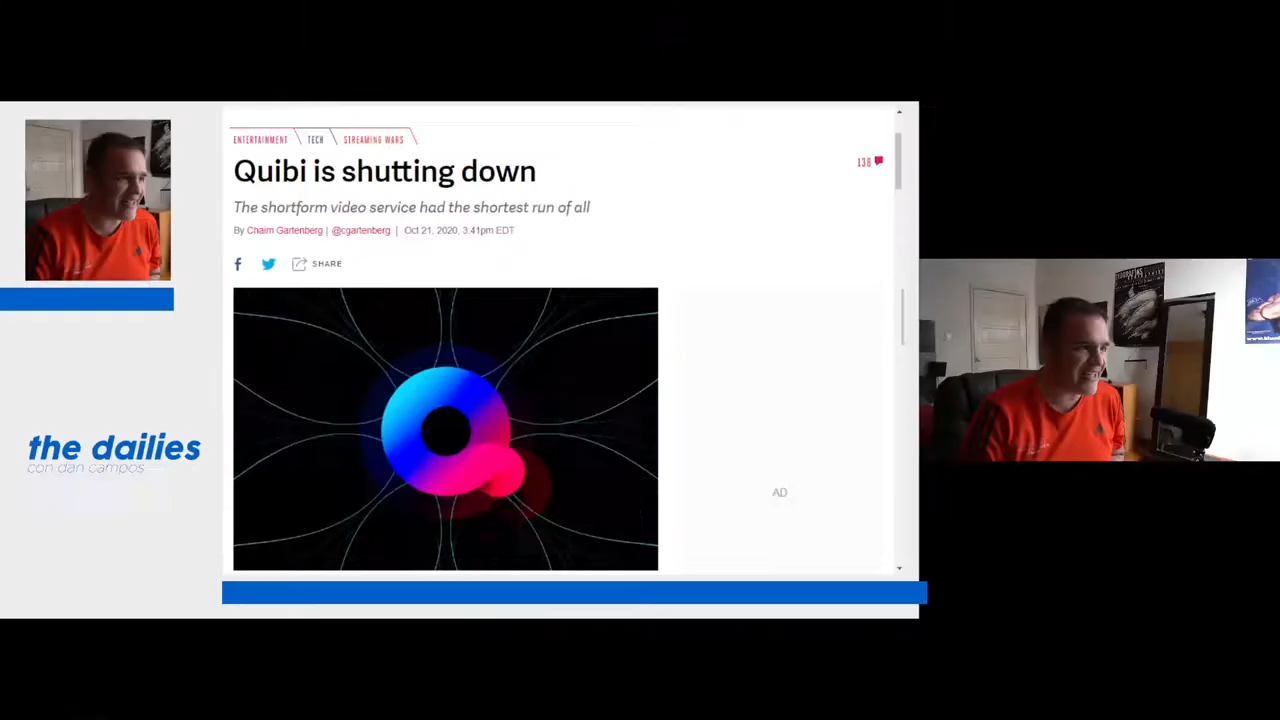 ENTERTAINMENT TECH STREAMING WARS
Quibi is shutting down
138
The shortform video service had the shortest run of all
By Chaim Gartenberg | @cgartenberg | Oct 21, 2020, 3:41pm EDT
SHARE
AD
the dailies
con dan campos